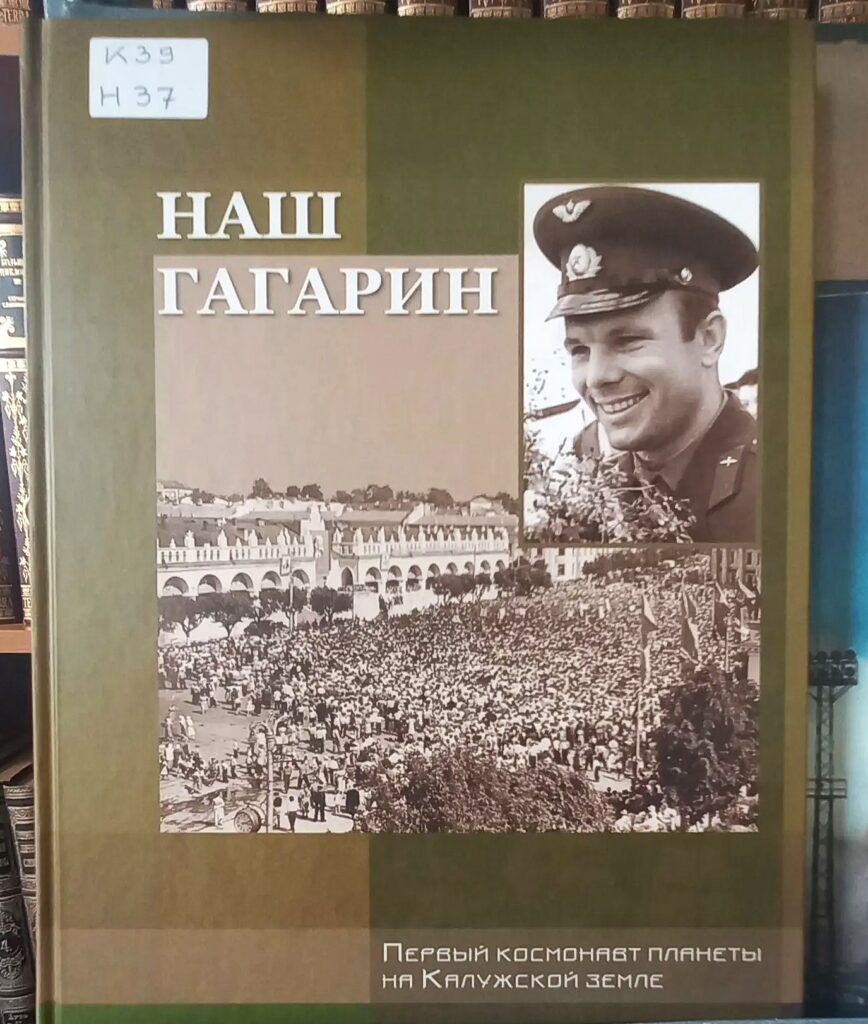 К39
Н37
НАШ
ГАГАРИН
Первый космонавт планеты
на Калужской земле